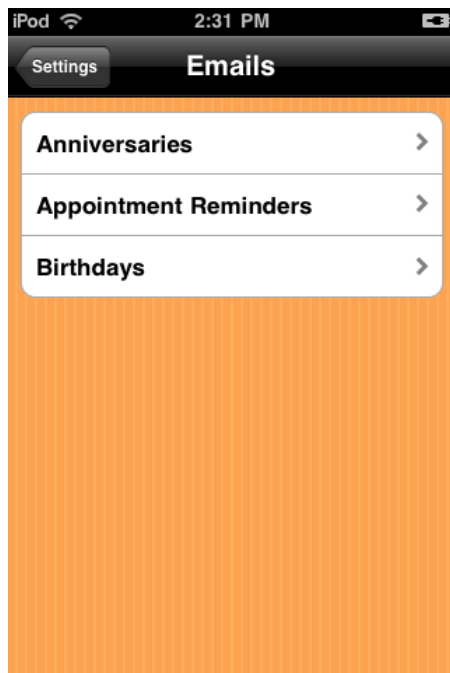 iPod 2:31 PM
Settings Emails
Anniversaries
Appointment Reminders
Birthdays